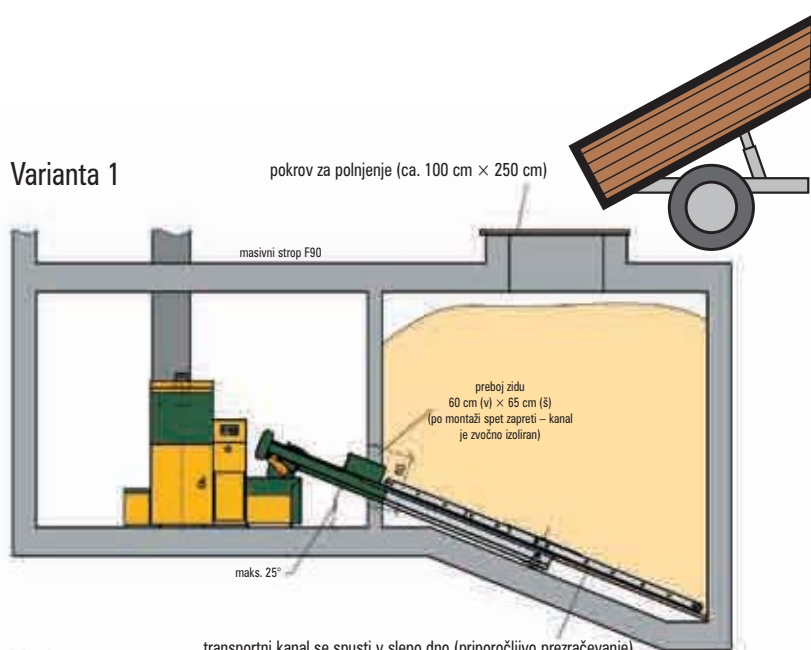 Varianta 1
pokrov za polnjenje (ca. 100 cm × 250 cm)
masivni strop F90
preboj zidu
60 cm (v) × 65 cm (š)
(po montaži spet zapreti – kanal
je zvočno izoliran)
maks. 25°
transportni kanal se spusti v slepo dno (priporočljivo prezračevanje)